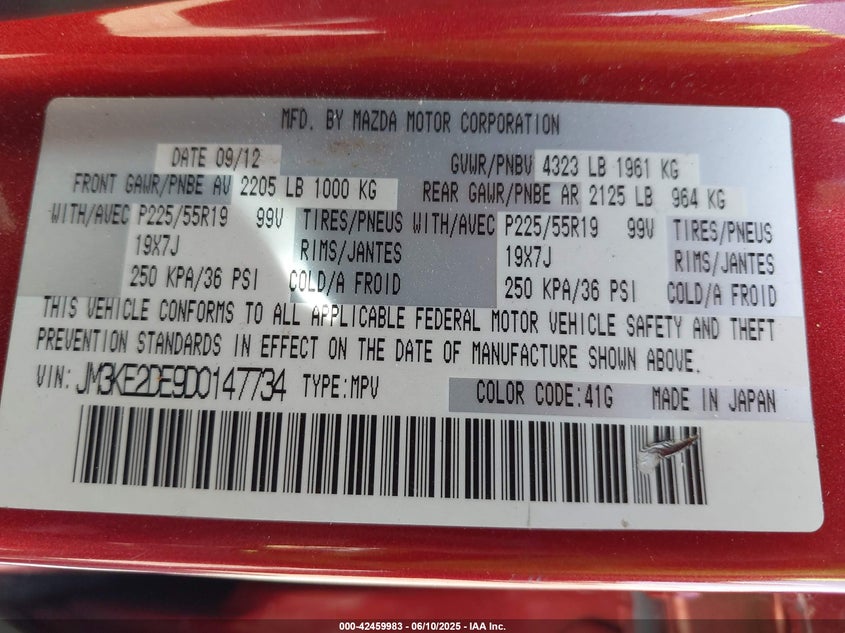 MFD. BY MAZDA MOTOR CORPORATION
DATE 09/12 GVWR/PNBV 4323 LB 1961 KG
FRONT GAWR/PNBE AV 2205 LB 1000 KG REAR GAWR/PNBE AR 2125 LB 964 KG
WITH/AVEC P225/55R19 99V TIRES/PNEUS WITH/AVEC P225/55R19 99V TIRES/PNEUS
19X7J RIMS/JANTES 19X7J RIMS/JANTES
250 KPA/36 PSI COLD/A FROID 250 KPA/36 PSI COLD/A FROID
THIS VEHICLE CONFORMS TO ALL APPLICABLE FEDERAL MOTOR VEHICLE SAFETY AND THEFT
PREVENTION STANDARDS IN EFFECT ON THE DATE OF MANUFACTURE SHOWN ABOVE.
VIN: JM3KE2DE9D0147734 TYPE:MPV COLOR CODE:41G MADE IN JAPAN
000-42459983 - 06/10/2025 - IAA Inc.